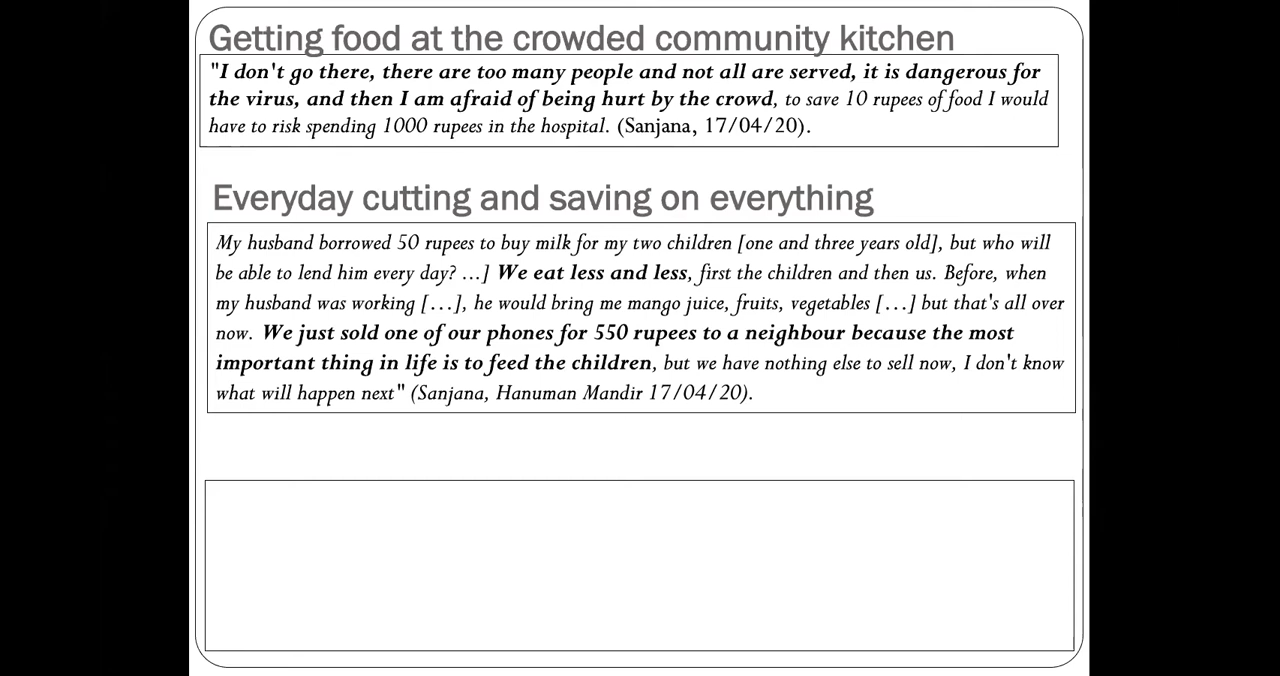 Getting food at the crowded community kitchen
"I don't go there, there are too many people and not all are served, it is dangerous for
the virus, and then I am afraid of being hurt by the crowd, to save 10 rupees of food I would
have to risk spending 1000 rupees in the hospital. (Sanjana, 17/04/20).
Everyday cutting and saving on everything
My husband borrowed 50 rupees to buy milk for my two children [one and three years old], but who will
be able to lend him every day? …] We eat less and less, first the children and then us. Before, when
my husband was working […], he would bring me mango juice, fruits, vegetables […] but that's all over
now. We just sold one of our phones for 550 rupees to a neighbour because the most
important thing in life is to feed the children, but we have nothing else to sell now, I don't know
what will happen next" (Sanjana, Hanuman Mandir 17/04/20).